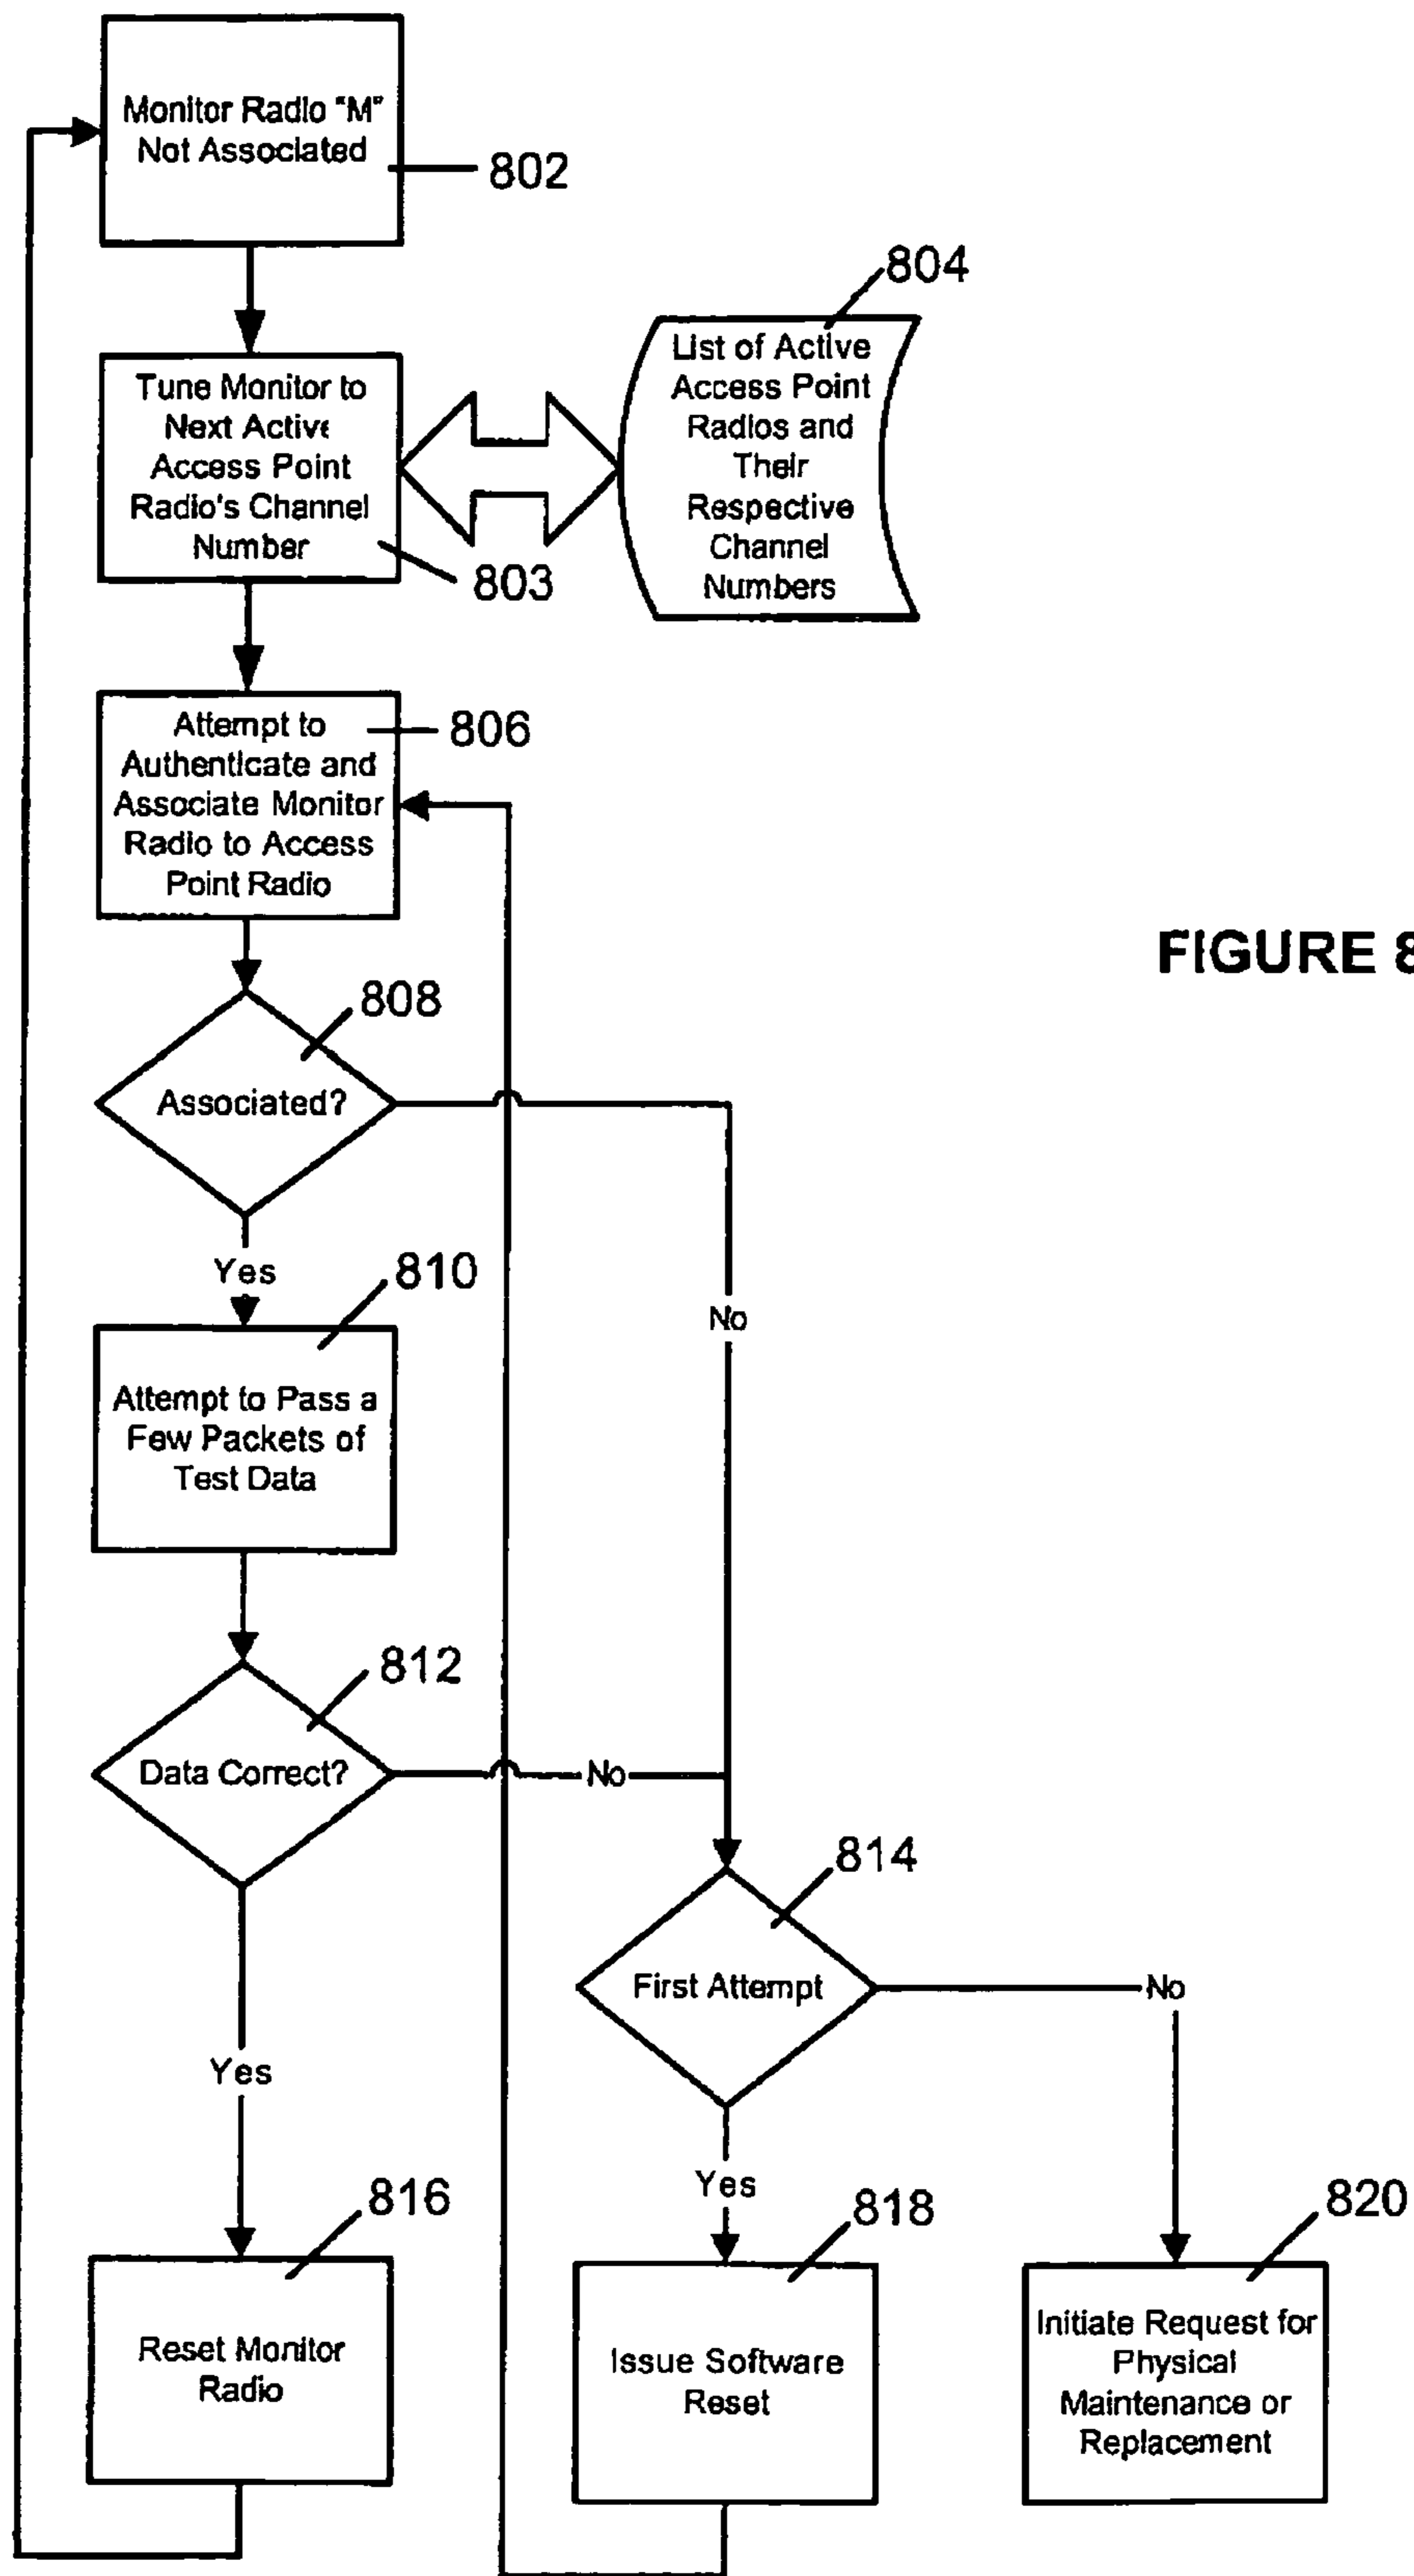 Monitor Radio "M"
Not Associated
802
804
Tune Monitor to
Next Active
Access Point
Radio's Channel
Number
803
List of Active
Access Point
Radios and
Their
Respective
Channel
Numbers
Attempt to
Authenticate and
Associate Monitor
Radio to Access
Point Radio
806
FIGURE 8
808
Associated?
Yes
No
810
Attempt to Pass a
Few Packets of
Test Data
812
Data Correct?
No
814
First Attempt
No
Yes
Yes
816
818
820
Reset Monitor
Radio
Issue Software
Reset
Initiate Request for
Physical
Maintenance or
Replacement